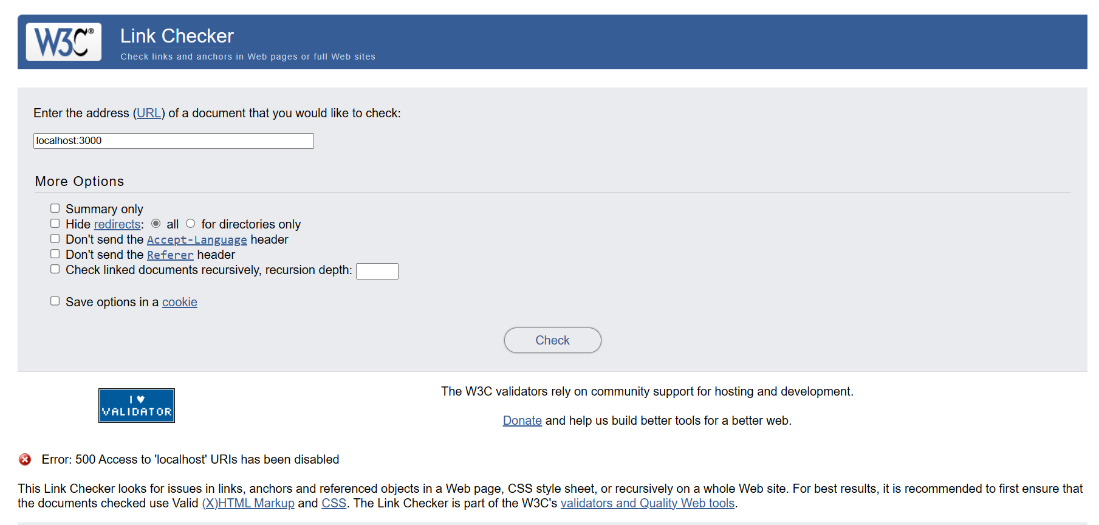 W3C® Link Checker
Check links and anchors in Web pages or full Web sites
Enter the address (URL) of a document that you would like to check:
localhost:3000
More Options
Summary only
Hide redirects: all for directories only
Don't send the Accept-Language header
Don't send the Referer header
Check linked documents recursively, recursion depth:
Save options in a cookie
Check
I ♥
VALIDATOR
The W3C validators rely on community support for hosting and development.
Donate and help us build better tools for a better web.
Error: 500 Access to 'localhost' URIs has been disabled
This Link Checker looks for issues in links, anchors and referenced objects in a Web page, CSS style sheet, or recursively on a whole Web site. For best results, it is recommended to first ensure that
the documents checked use Valid (X)HTML Markup and CSS. The Link Checker is part of the W3C's validators and Quality Web tools.